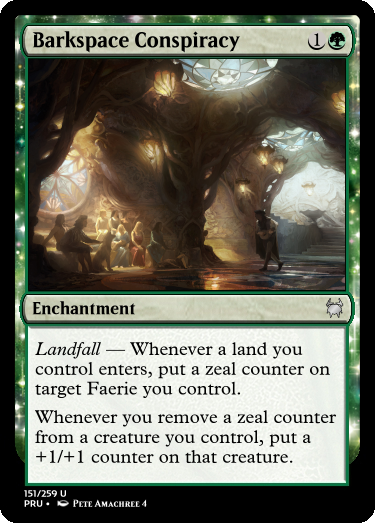 Barkspace Conspiracy 1
Enchantment
Landfall — Whenever a land you
control enters, put a zeal counter on
target Faerie you control.
Whenever you remove a zeal counter
from a creature you control, put a
+1/+1 counter on that creature.
151/259 U
PRU • Pete Amachree 4